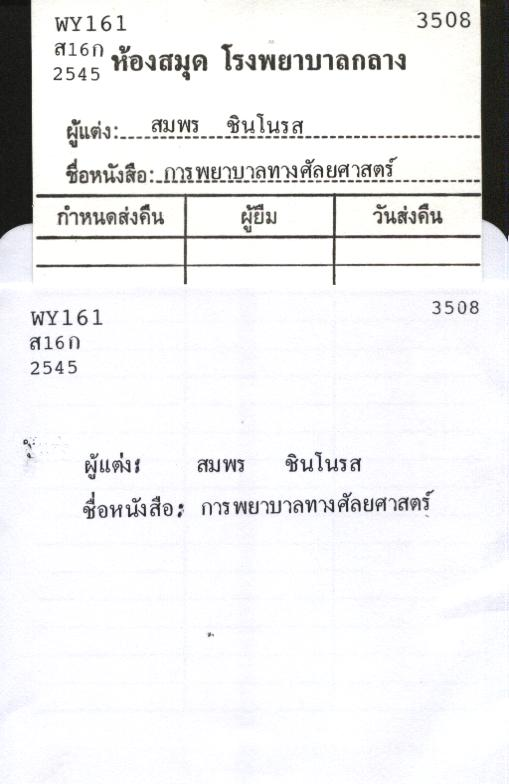 WY161 3508
ส16ก
2545 ห้องสมุด โรงพยาบาลกลาง
ผู้แต่ง: สมพร ชินโนรส
ชื่อหนังสือ: การพยาบาลทางศัลยศาสตร์
กำหนดส่งคืน ผู้ยืม วันส่งคืน
WY161 3508
ส16ก
2545
ผู้แต่ง: สมพร ชินโนรส
ชื่อหนังสือ: การพยาบาลทางศัลยศาสตร์